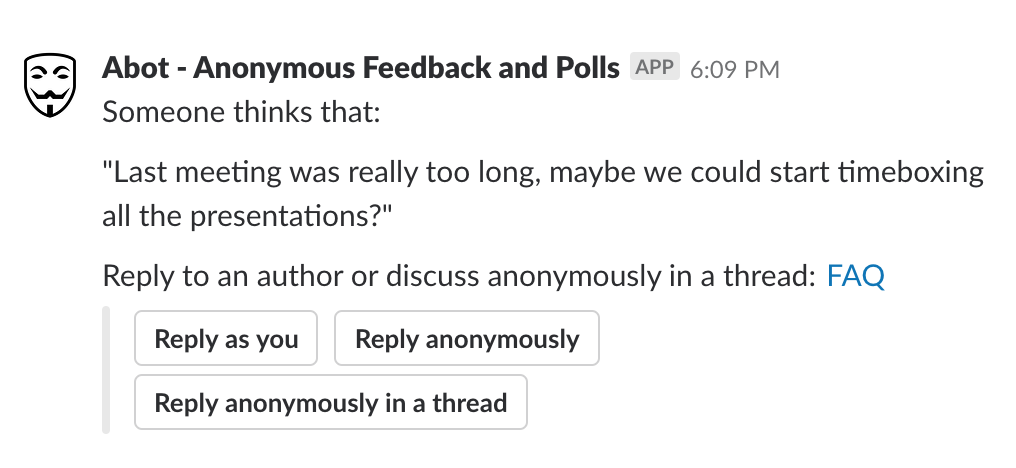 Abot - Anonymous Feedback and Polls APP 6:09 PM
Someone thinks that:
"Last meeting was really too long, maybe we could start timeboxing
all the presentations?"
Reply to an author or discuss anonymously in a thread: FAQ
Reply as you Reply anonymously
Reply anonymously in a thread